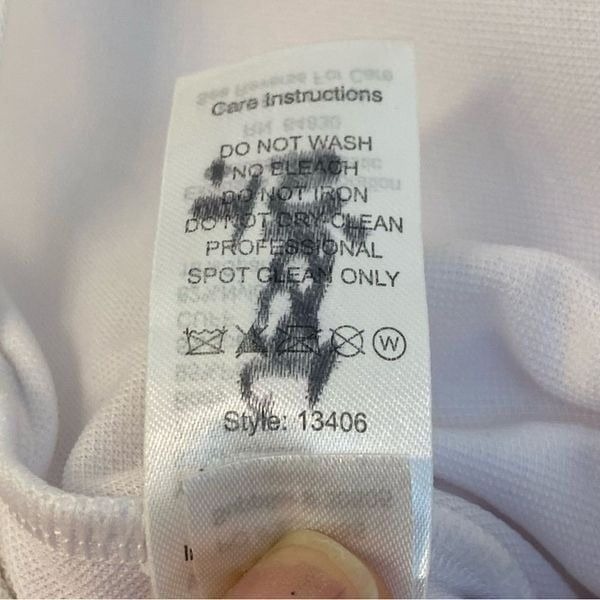 Care Instructions
DO NOT WASH
NO BLEACH
DO NOT IRON
DO NOT DRY-CLEAN
PROFESSIONAL
SPOT CLEAN ONLY
W
Style: 13406